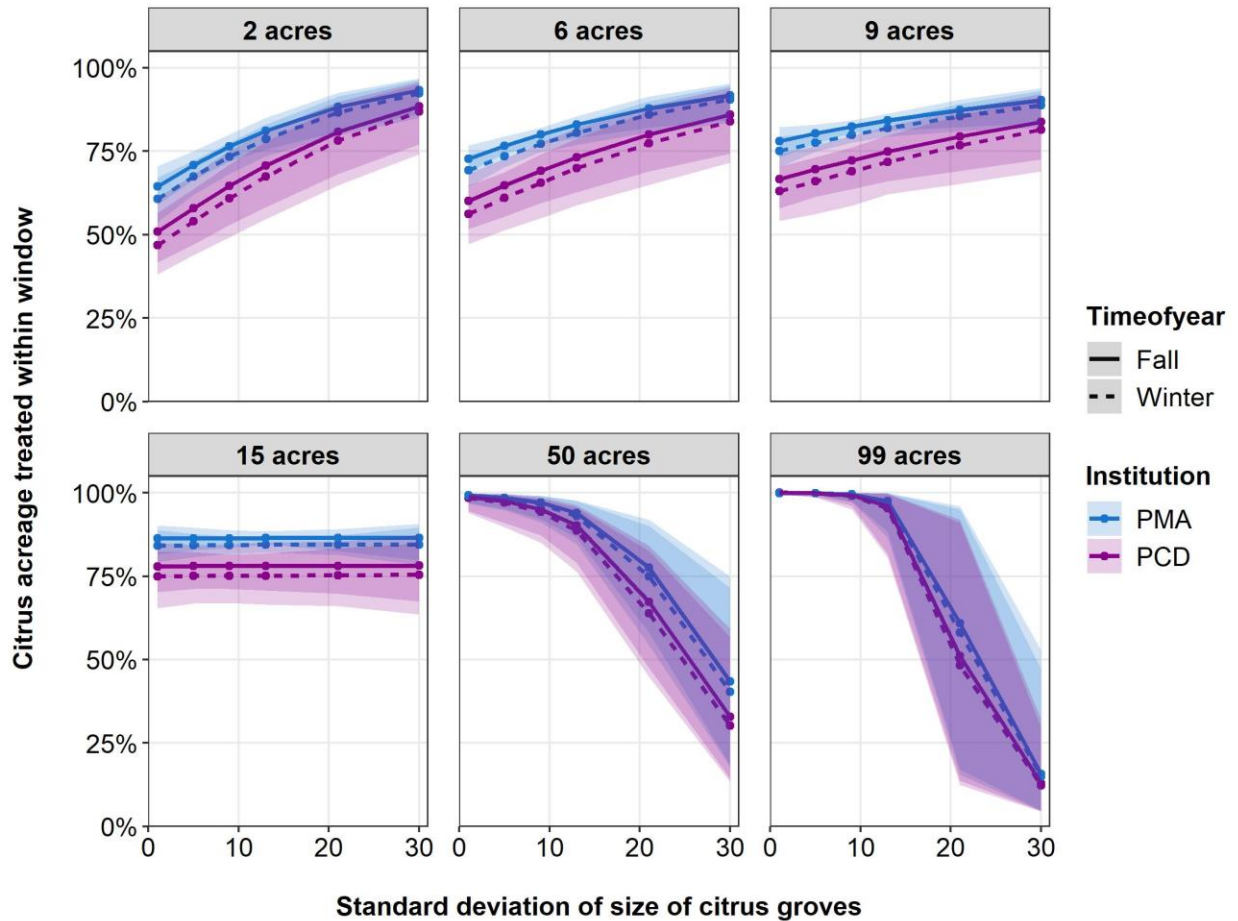 2 acres 6 acres 9 acres
100%
75%
50%
25%
0%
15 acres 50 acres 99 acres
100%
75%
50%
25%
0%
0 10 20 30 0 10 20 30 0 10 20 30
Citrus acreage treated within window
Standard deviation of size of citrus groves
Timeofyear
Fall
Winter
Institution
PMA
PCD